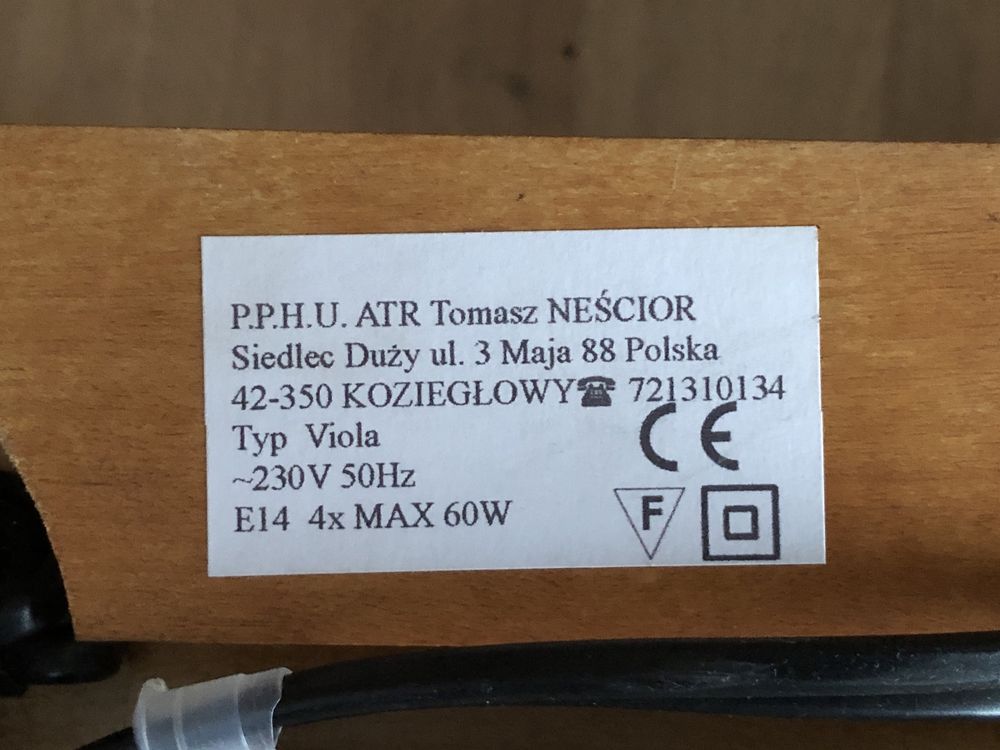 P.P.H.U. ATR Tomasz NEŚCIOR
Siedlec Duży ul. 3 Maja 88 Polska
42-350 KOZIEGŁOWY☎ 721310134
Typ Viola
CE
~230V 50Hz
E14 4x MAX 60W
F